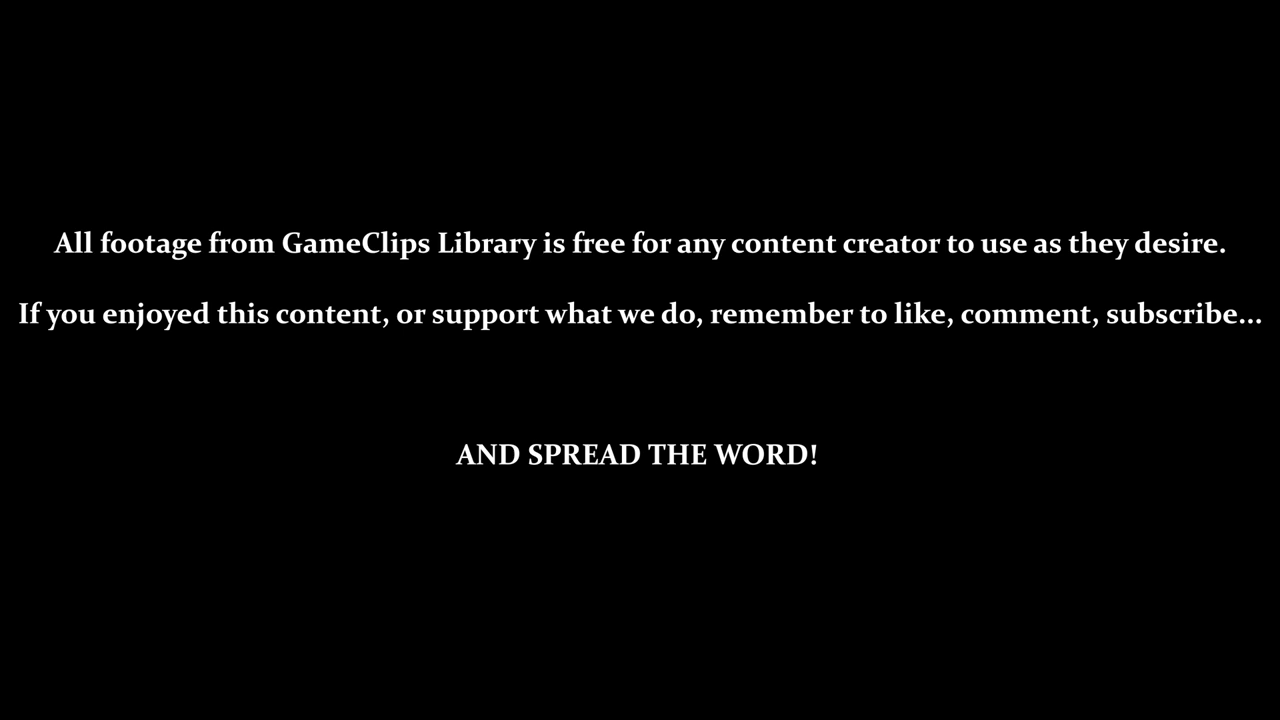 All footage from GameClips Library is free for any content creator to use as they desire.
If you enjoyed this content, or support what we do, remember to like, comment, subscribe...
AND SPREAD THE WORD!